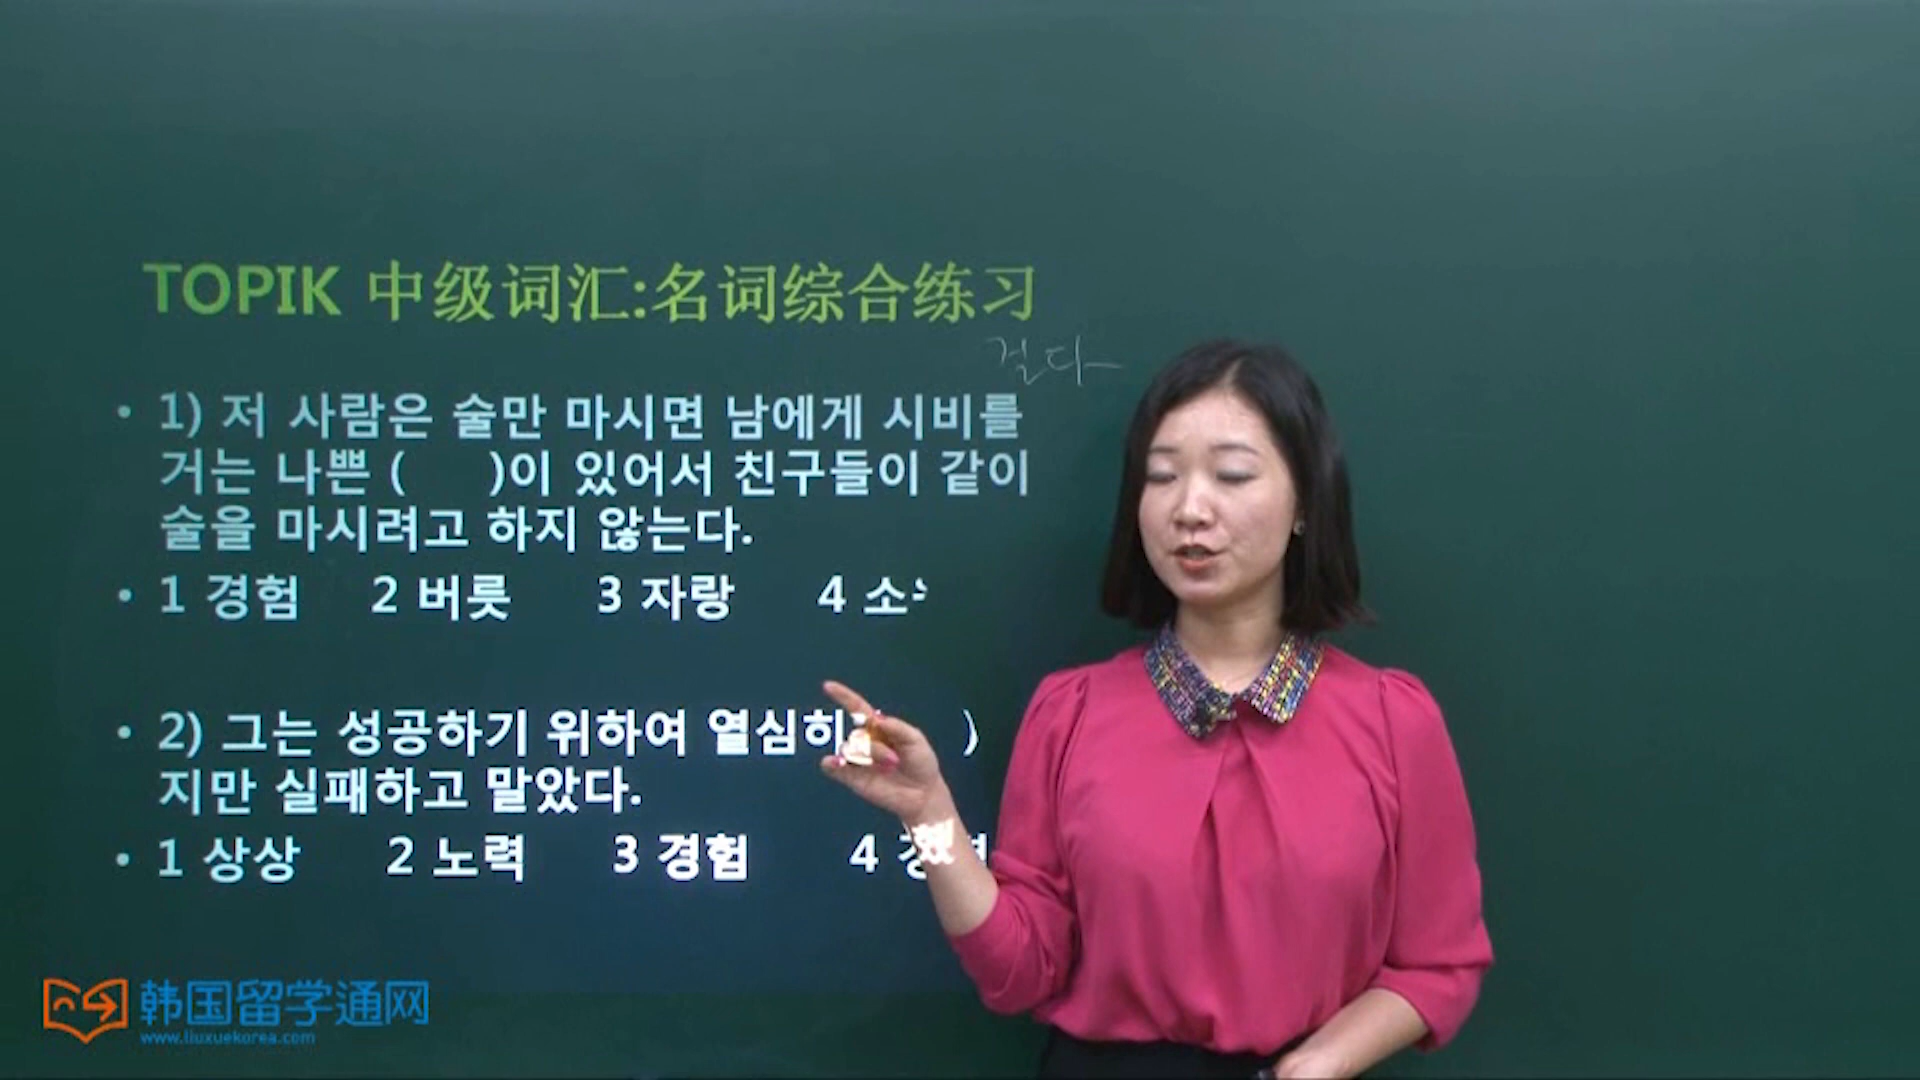 TOPIK 中级词汇:名词综合练习
걸다
• 1) 저 사람은 술만 마시면 남에게 시비를
거는 나쁜 (     )이 있어서 친구들이 같이
술을 마시려고 하지 않는다.
• 1 경험    2 버릇    3 자랑    4
• 2) 그는 성공하기 위하여 열심히        )
지만 실패하고 말았다.
• 1 상상    2 노력    3 경험    4
韩国留学通网
www.liuxuekorea.com